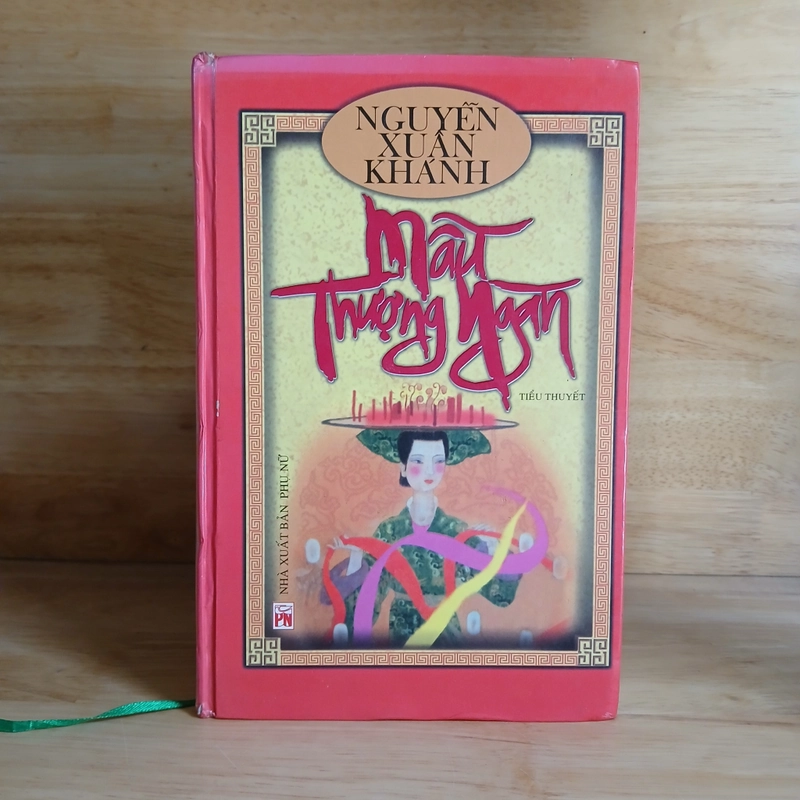 NGUYỄN
XUÂN
KHÁNH
Mẫu
Thượng Ngàn
TIỂU THUYẾT
NHÀ XUẤT BẢN PHỤ NỮ
PN